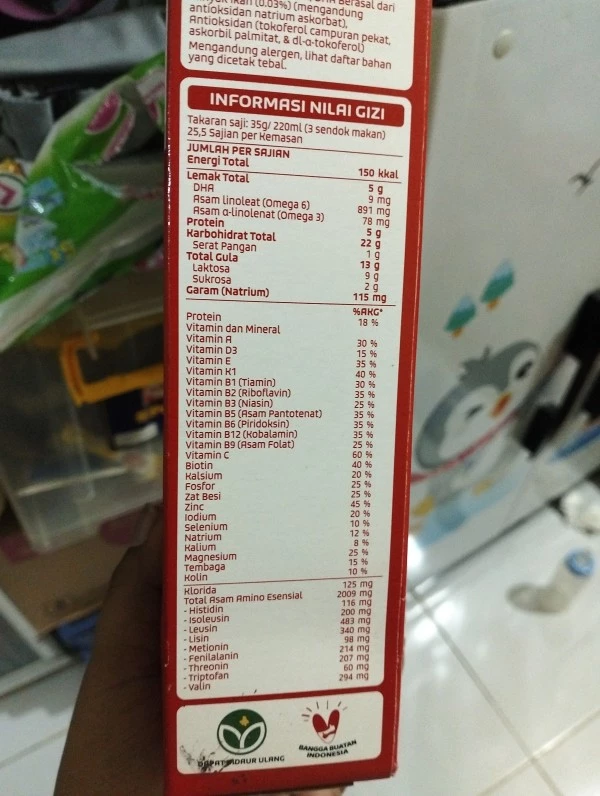 Berasal dari
ikan (0.03%) (mengandung
antioksidan natrium askorbat),
Antioksidan (tokoferol campuran pekat,
askorbil palmitat, & dl-α-tokoferol)
Mengandung alergen, lihat daftar bahan
yang dicetak tebal.
INFORMASI NILAI GIZI
Takaran saji: 35g/ 220ml (3 sendok makan)
25,5 Sajian per Kemasan
JUMLAH PER SAJIAN
Energi Total 150 kkal
Lemak Total 5 g
DHA 9 mg
Asam linoleat (Omega 6) 891 mg
Asam α-linolenat (Omega 3) 78 mg
Protein 5 g
Karbohidrat Total 22 g
Serat Pangan 1 g
Total Gula 13 g
Laktosa 9 g
Sukrosa 2 g
Garam (Natrium) 115 mg
%AKG*
Protein 18 %
Vitamin dan Mineral
Vitamin A 30 %
Vitamin D3 15 %
Vitamin E 35 %
Vitamin K1 40 %
Vitamin B1 (Tiamin) 30 %
Vitamin B2 (Riboflavin) 35 %
Vitamin B3 (Niasin) 25 %
Vitamin B5 (Asam Pantotenat) 35 %
Vitamin B6 (Piridoksin) 35 %
Vitamin B12 (Kobalamin) 35 %
Vitamin B9 (Asam Folat) 25 %
Vitamin C 60 %
Biotin 40 %
Kalsium 20 %
Fosfor 25 %
Zat Besi 25 %
Zinc 45 %
Iodium 20 %
Selenium 10 %
Natrium 12 %
Kalium 8 %
Magnesium 25 %
Tembaga 15 %
Kolin 10 %
Klorida 125 mg
Total Asam Amino Esensial 2009 mg
- Histidin 116 mg
- Isoleusin 200 mg
- Leusin 483 mg
- Lisin 340 mg
- Metionin 98 mg
- Fenilalanin 214 mg
- Threonin 207 mg
- Triptofan 60 mg
- Valin 294 mg
DAPAT DIDAUR ULANG
BANGGA BUATAN
INDONESIA